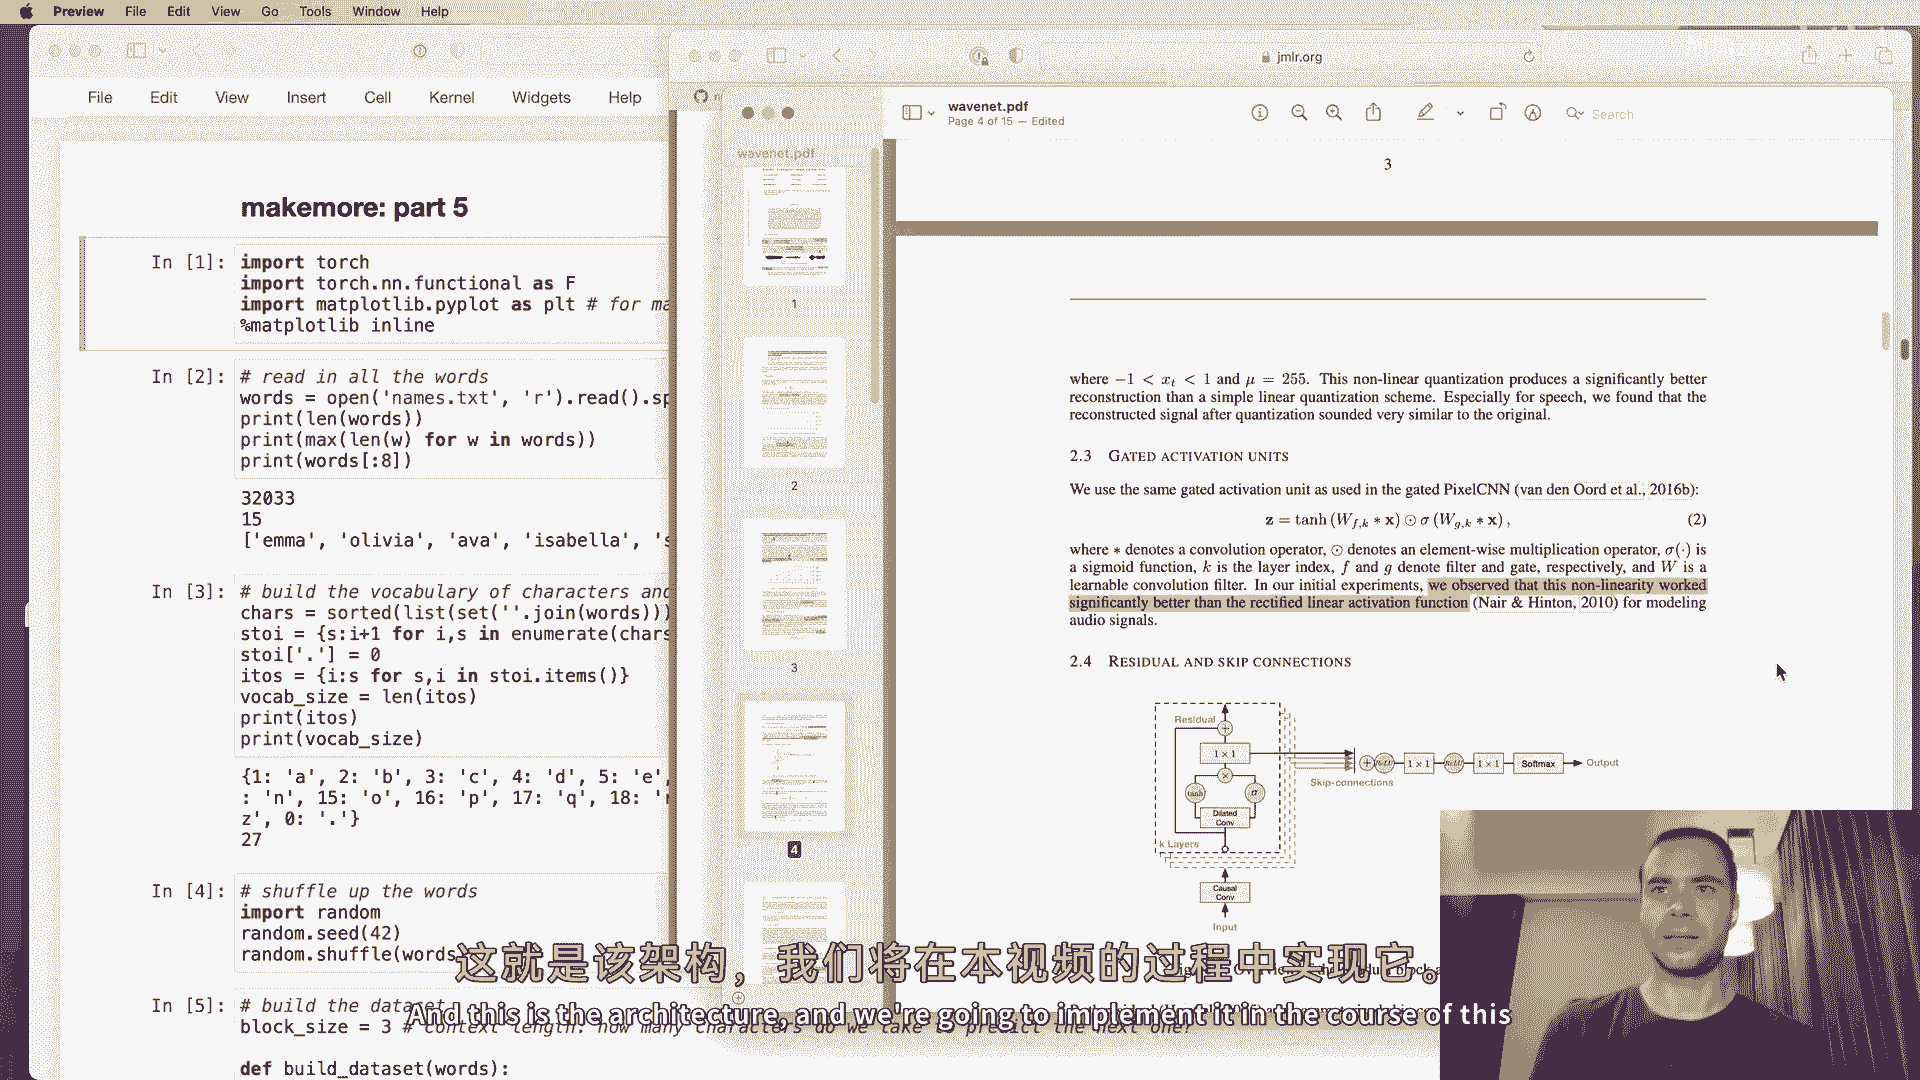 Preview File Edit View Go Tools Window Help
jmlr.org
File Edit View Insert Cell Kernel Widgets Help
wavenet.pdf
Page 4 of 15 — Edited
Search
wavenet.pdf
1
2
3
4
makemore: part 5
In [1]: import torch
import torch.nn.functional as F
import matplotlib.pyplot as plt # for ma
%matplotlib inline
In [2]: # read in all the words
words = open('names.txt', 'r').read().sp
print(len(words))
print(max(len(w) for w in words))
print(words[:8])
32033
15
['emma', 'olivia', 'ava', 'isabella', 's
In [3]: # build the vocabulary of characters and
chars = sorted(list(set(''.join(words)))
stoi = {s:i+1 for i,s in enumerate(chars
stoi['.'] = 0
itos = {i:s for s,i in stoi.items()}
vocab_size = len(itos)
print(itos)
print(vocab_size)
{1: 'a', 2: 'b', 3: 'c', 4: 'd', 5: 'e',
: 'n', 15: 'o', 16: 'p', 17: 'q', 18: 'r
z', 0: '.'}
27
In [4]: # shuffle up the words
import random
random.seed(42)
random.shuffle(words
In [5]: # build the dataset
block_size = 3 # context length: how many characters do we take to predict the next one?
def build_dataset(words):
3
where −1 < xₜ < 1 and μ = 255. This non-linear quantization produces a significantly better
reconstruction than a simple linear quantization scheme. Especially for speech, we found that the
reconstructed signal after quantization sounded very similar to the original.
2.3 GATED ACTIVATION UNITS
We use the same gated activation unit as used in the gated PixelCNN (van den Oord et al., 2016b):
z = tanh (W_{f,k} ∗ x) ⊙ σ (W_{g,k} ∗ x) , (2)
where ∗ denotes a convolution operator, ⊙ denotes an element-wise multiplication operator, σ(·) is
a sigmoid function, k is the layer index, f and g denote filter and gate, respectively, and W is a
learnable convolution filter. In our initial experiments, we observed that this non-linearity worked
significantly better than the rectified linear activation function (Nair & Hinton, 2010) for modeling
audio signals.
2.4 RESIDUAL AND SKIP CONNECTIONS
Residual
+
1 × 1
×
tanh
σ
Dilated
Conv
k Layers
Causal
Conv
Input
Skip-connections
+ ReLU 1 × 1 ReLU 1 × 1 Softmax Output
这就是该架构，我们将在本视频的过程中实现它。
And this is the architecture, and we're going to implement it in the course of this